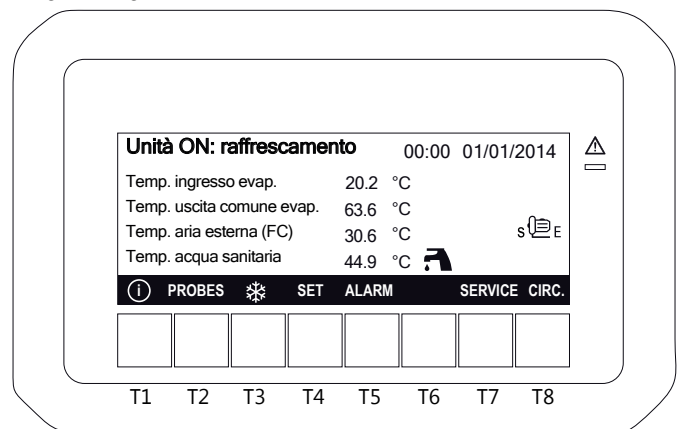 Unità ON: raffrescamento 00:00 01/01/2014
Temp. ingresso evap. 20.2 °C
Temp. uscita comune evap. 63.6 °C
Temp. aria esterna (FC) 30.6 °C S E
Temp. acqua sanitaria 44.9 °C
i PROBES SET ALARM SERVICE CIRC.
T1 T2 T3 T4 T5 T6 T7 T8